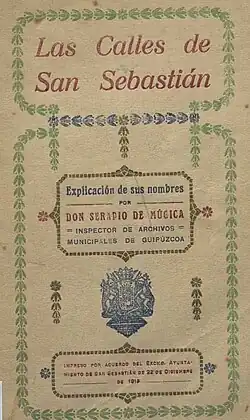 Las Calles de
San Sebastián
Explicación de sus nombres
POR
DON SERAPIO DE MÚGICA
= INSPECTOR DE ARCHIVOS =
MUNICIPALES DE GUIPÚZCOA
IMPRESO POR ACUERDO DEL EXCMO. AYUNTA-
MIENTO DE SAN SEBASTIÁN DE 22 DE DICIEMBRE
DE 1915